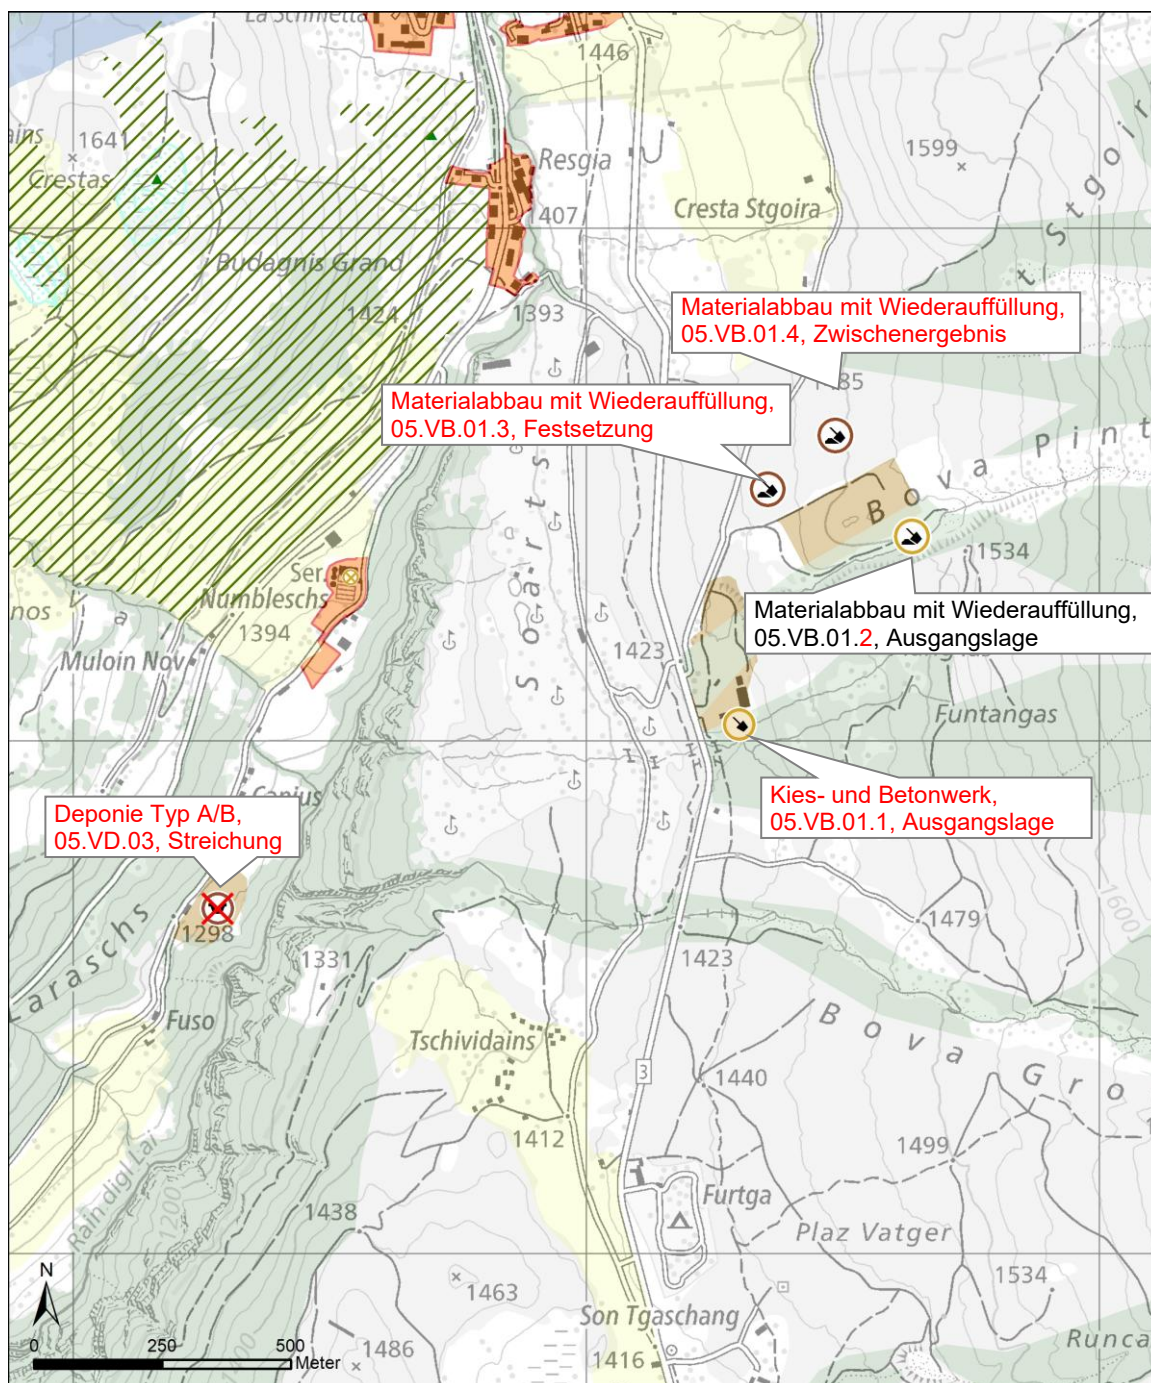 La Schmetta
1446
ains
1641
Crestas
Resgia
1599
Stgoir
1407
Cresta Stgoira
t
Budagnis Grand
1424
1393
Materialabbau mit Wiederauffüllung,
05.VB.01.4, Zwischenergebnis
Materialabbau mit Wiederauffüllung,
05.VB.01.3, Festsetzung
Bova Pint
1534
Soarts
Ser.
Numbleschs
nos
Va
1394
Muloin Nov
Materialabbau mit Wiederauffüllung,
05.VB.01.2, Ausgangslage
1423
Funtangas
Deponie Typ A/B,
05.VD.03, Streichung
Kies- und Betonwerk,
05.VB.01.1, Ausgangslage
Laraschs
1298
1331
1479
1600
1423
Fuso
Tschividains
Bova Gro
3
1440
1412
1499
Rain digl Lai
1200
1438
Furtga
Plaz Vatger
1463
1534
N
Son Tgaschang
0 250 500
Meter
1486
1416
Runca